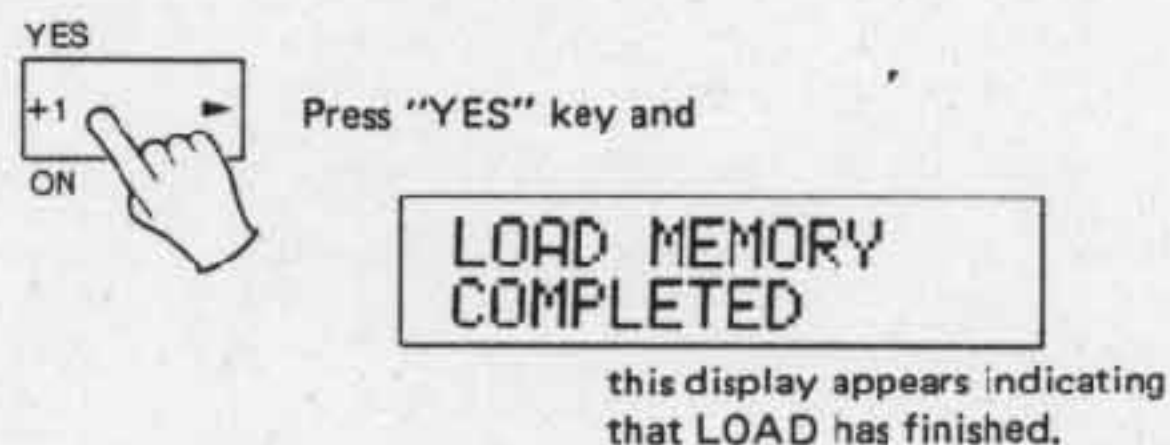 YES
+1 ►
ON
Press "YES" key and
LOAD MEMORY
COMPLETED
this display appears indicating
that LOAD has finished.